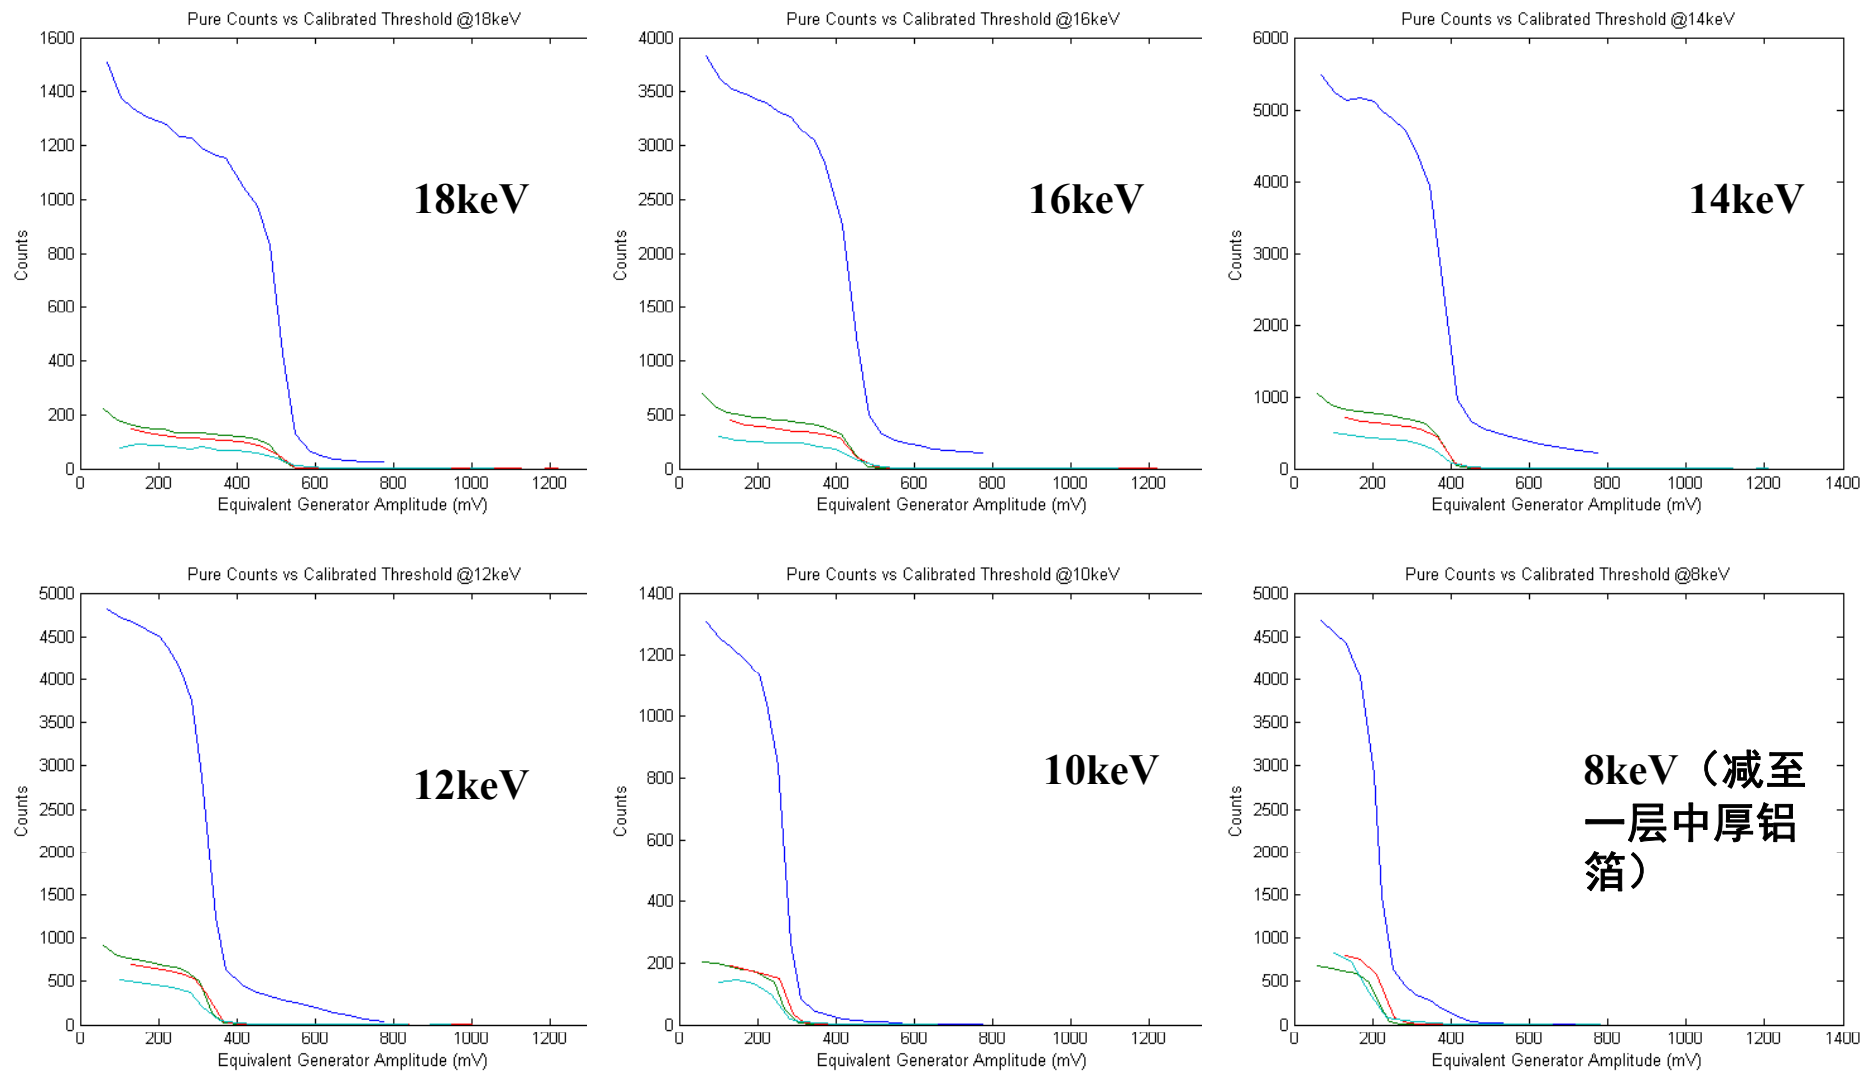 Pure Counts vs Calibrated Threshold @18keV
1600
1400
1200
1000
800
600
400
200
0
Counts
18keV
0 200 400 600 800 1000 1200
Equivalent Generator Amplitude (mV)
Pure Counts vs Calibrated Threshold @16keV
4000
3500
3000
2500
2000
1500
1000
500
0
Counts
16keV
0 200 400 600 800 1000 1200
Equivalent Generator Amplitude (mV)
Pure Counts vs Calibrated Threshold @14keV
6000
5000
4000
3000
2000
1000
0
Counts
14keV
0 200 400 600 800 1000 1200 1400
Equivalent Generator Amplitude (mV)
Pure Counts vs Calibrated Threshold @12keV
5000
4500
4000
3500
3000
2500
2000
1500
1000
500
0
Counts
12keV
0 200 400 600 800 1000 1200
Equivalent Generator Amplitude (mV)
Pure Counts vs Calibrated Threshold @10keV
1400
1200
1000
800
600
400
200
0
Counts
10keV
0 200 400 600 800 1000 1200
Equivalent Generator Amplitude (mV)
Pure Counts vs Calibrated Threshold @8keV
5000
4500
4000
3500
3000
2500
2000
1500
1000
500
0
Counts
8keV（减至
一层中厚铝
箔）
0 200 400 600 800 1000 1200 1400
Equivalent Generator Amplitude (mV)